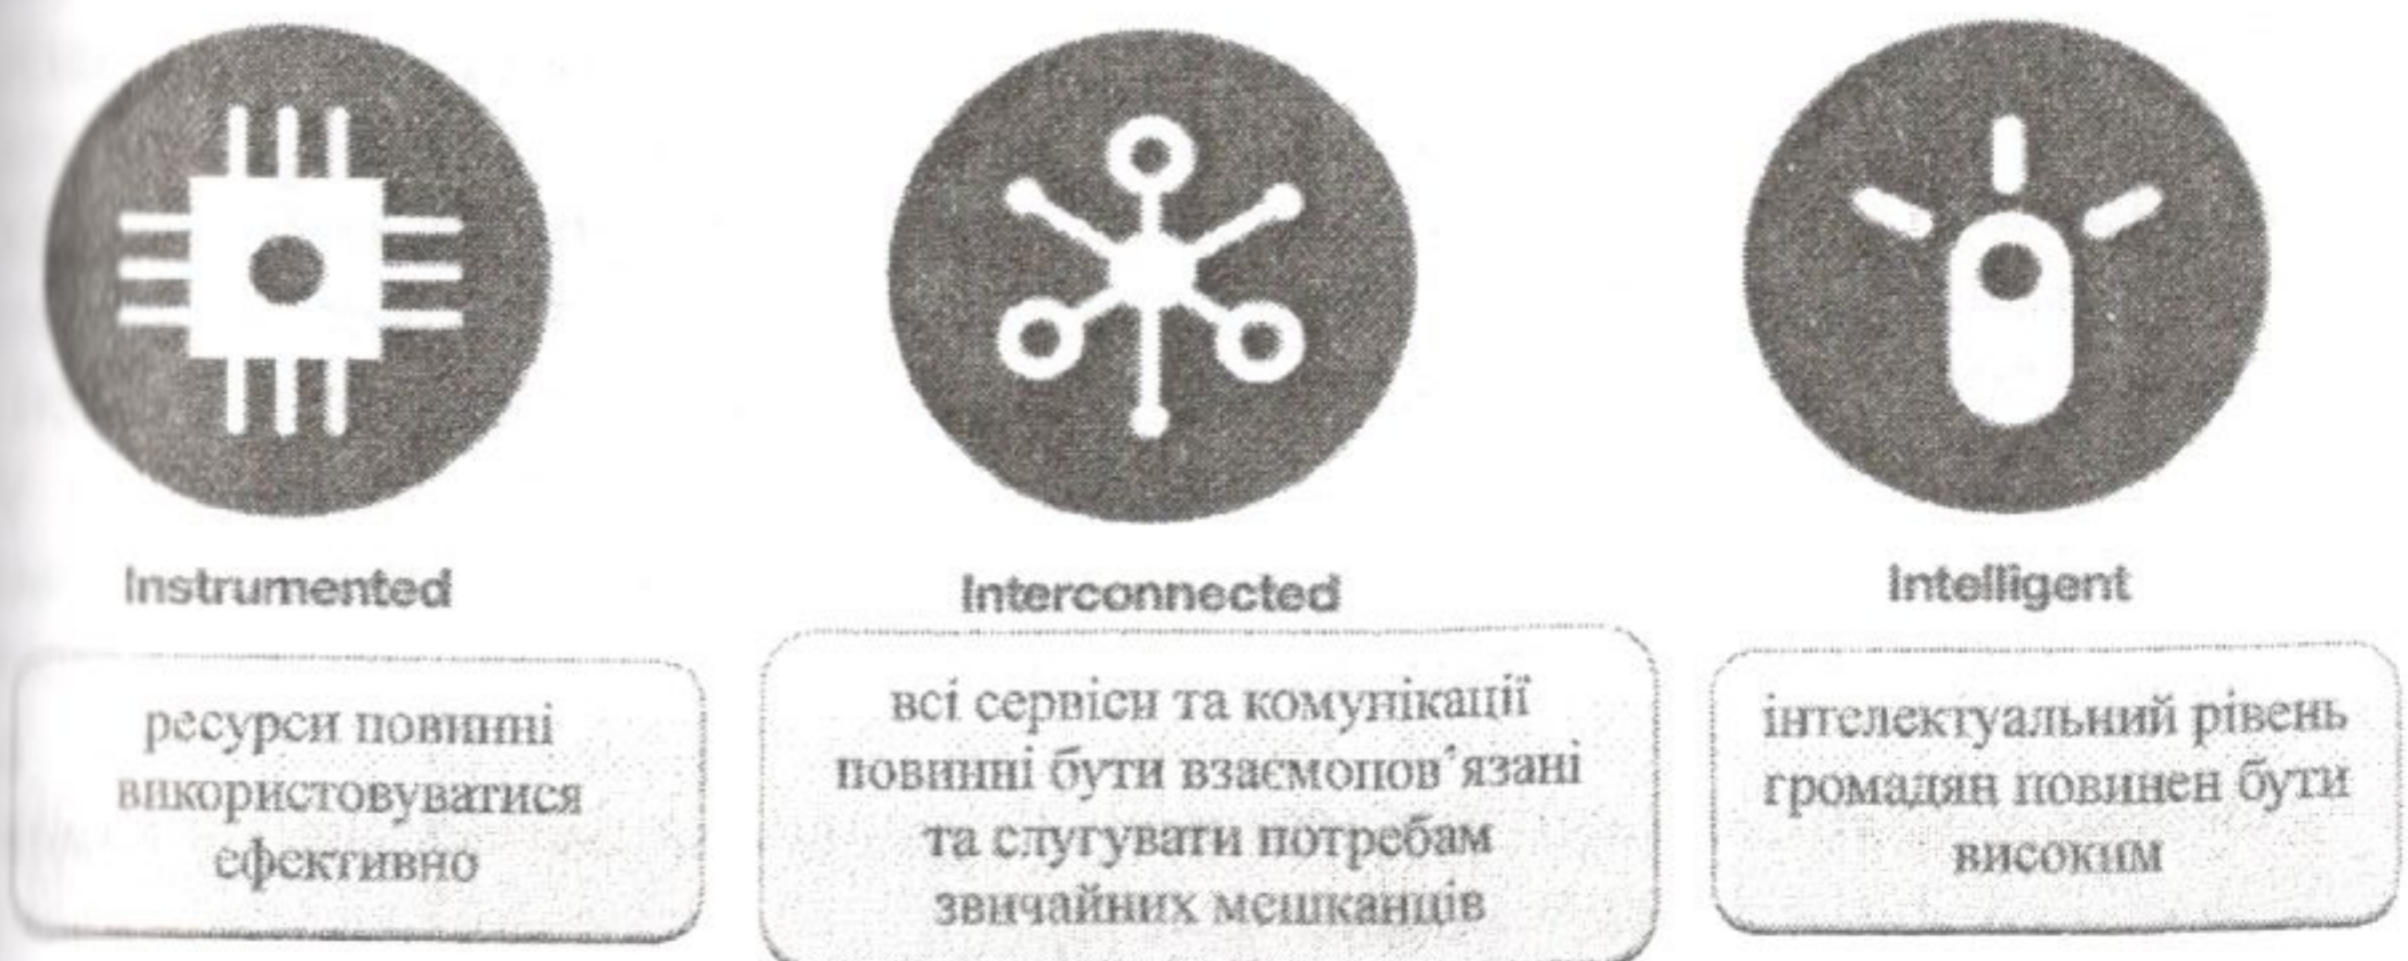 Instrumented
ресурси повинні
використовуватися
ефективно
Interconnected
всі сервіси та комунікації
повинні бути взаємопов’язані
та слугувати потребам
звичайних мешканців
Intelligent
інтелектуальний рівень
громадян повинен бути
високим